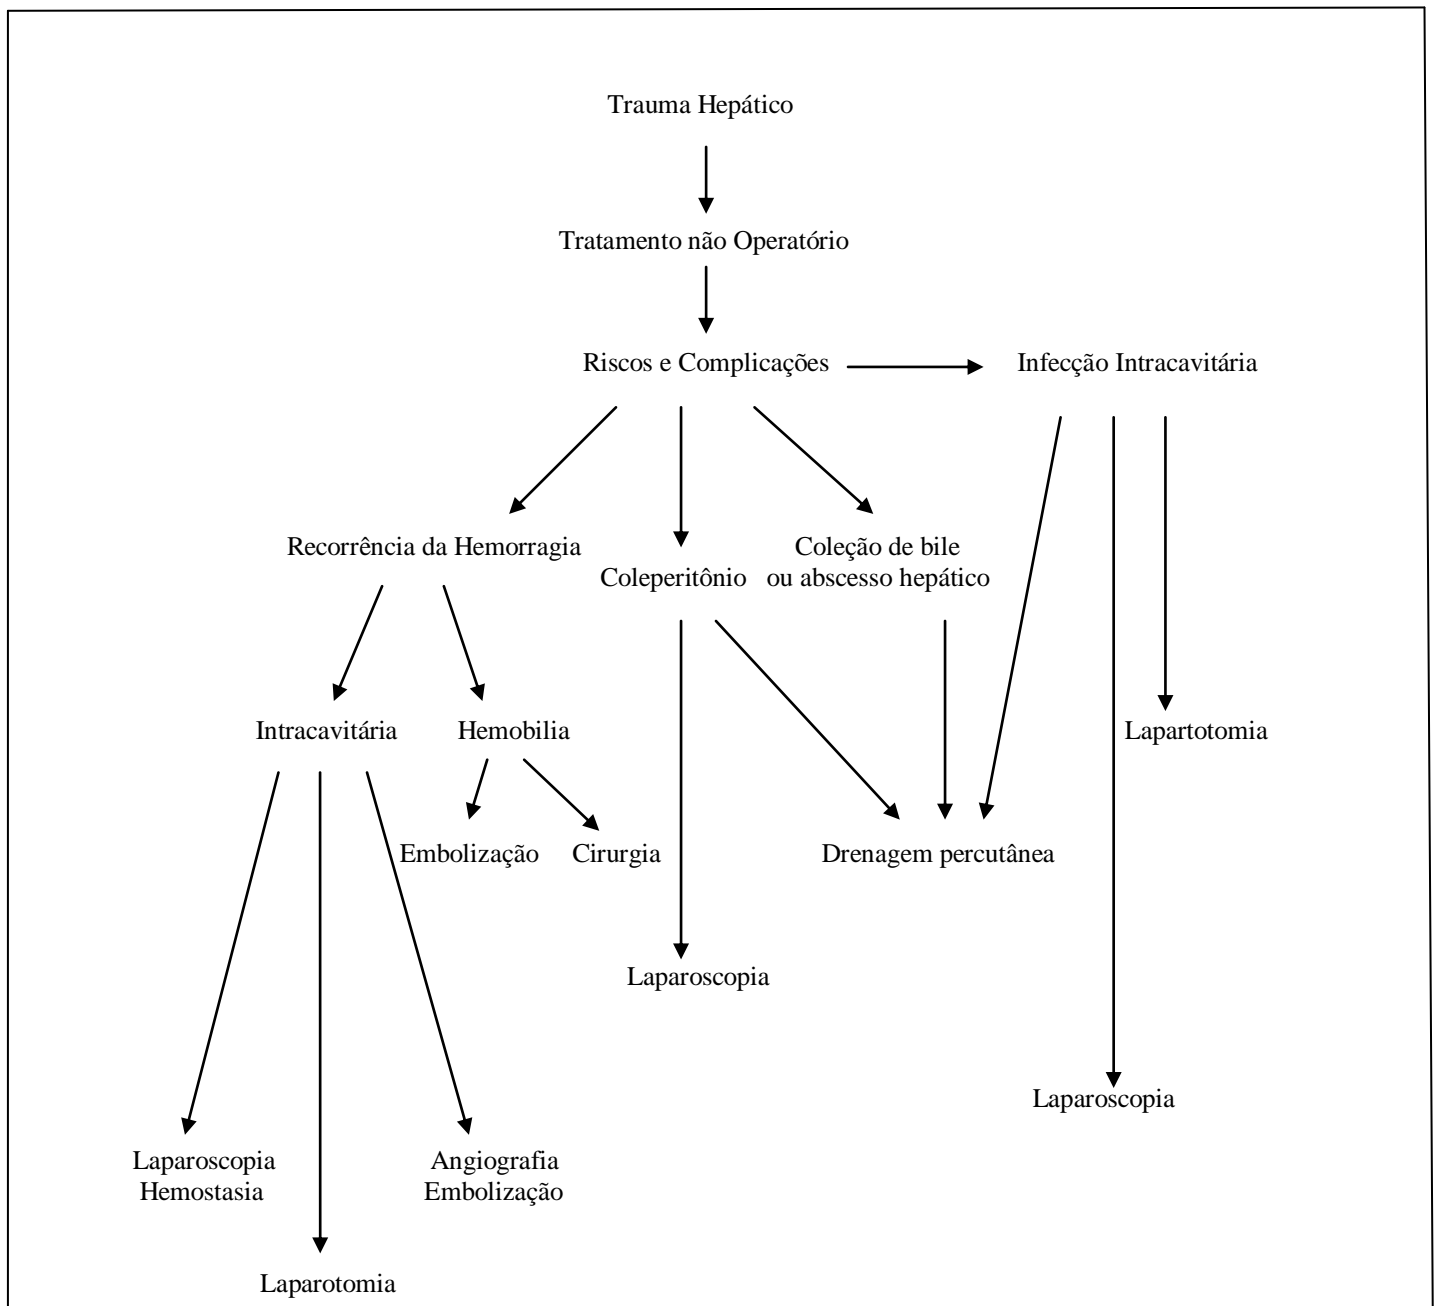 Trauma Hepático
Tratamento não Operatório
Riscos e Complicações
Infecção Intracavitária
Recorrência da Hemorragia
Coleperitônio
Coleção de bile
ou abscesso hepático
Intracavitária
Hemobilia
Lapartotomia
Embolização
Cirurgia
Drenagem percutânea
Laparoscopia
Laparoscopia
Laparoscopia
Hemostasia
Angiografia
Embolização
Laparotomia